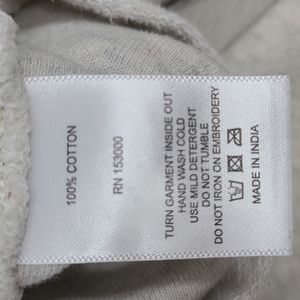 100% COTTON
RN 153000
TURN GARMENT INSIDE OUT
HAND WASH COLD
USE MILD DETERGENT
DO NOT TUMBLE
DO NOT IRON ON EMBROIDERY
MADE IN INDIA